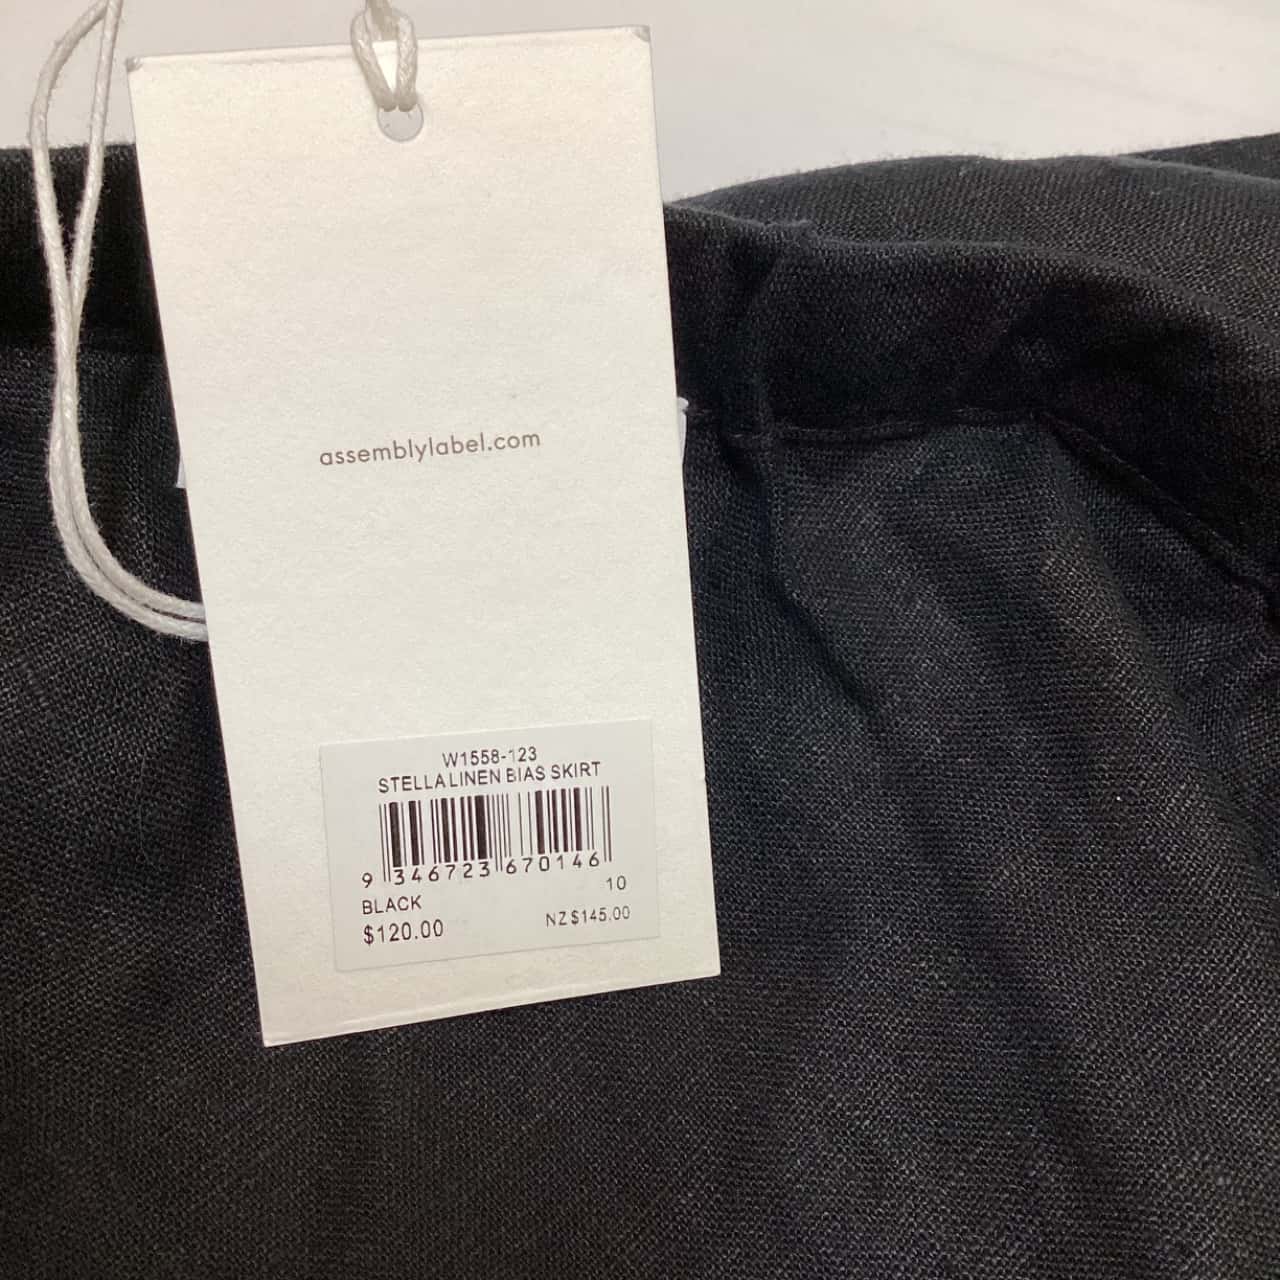 assemblylabel.com
W1558-123
STELLA LINEN BIAS SKIRT
9 346723 670146
BLACK 10
$120.00 NZ$145.00